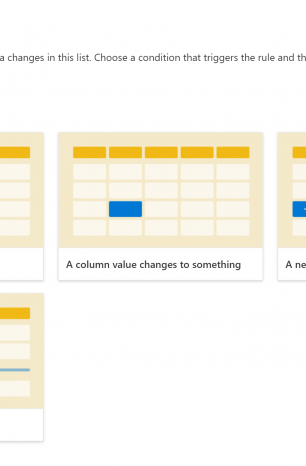 a changes in this list. Choose a condition that triggers the rule and th
A column value changes to something
A ne